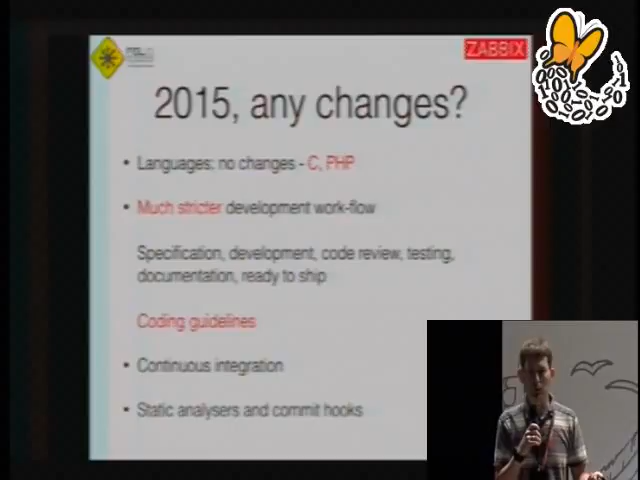 ZABBIX
2015, any changes?
• Languages: no changes - C, PHP
• Much stricter development work-flow
Specification, development, code review, testing,
documentation, ready to ship
Coding guidelines
• Continuous integration
• Static analysers and commit hooks